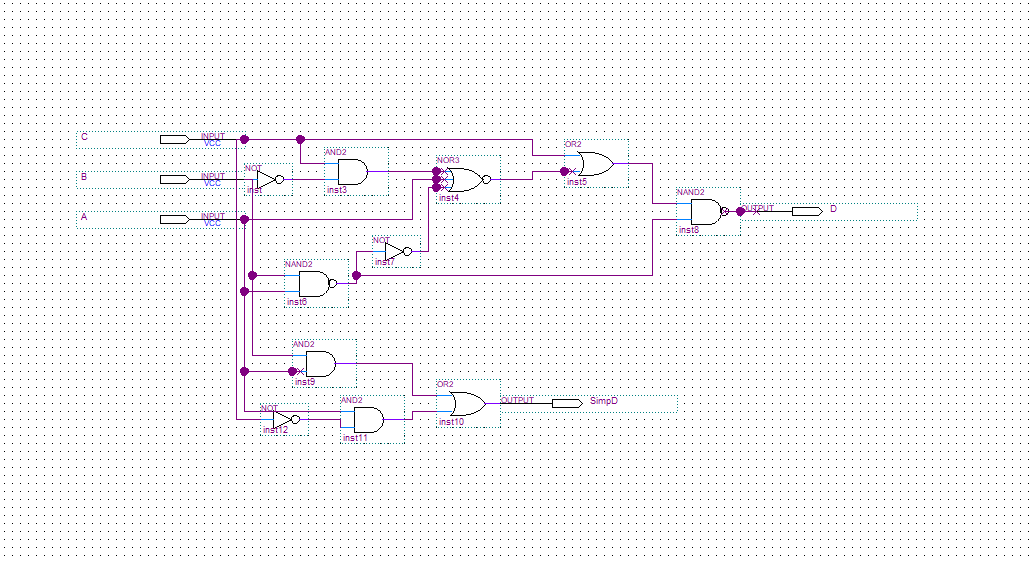 C
INPUT
VCC
B
INPUT
VCC
A
INPUT
VCC
NOT
inst
AND2
inst3
NOR3
inst4
OR2
inst5
NOT
inst7
NAND2
inst6
NAND2
inst8
OUTPUT
D
AND2
inst9
NOT
inst12
AND2
inst11
OR2
inst10
OUTPUT
SimpD